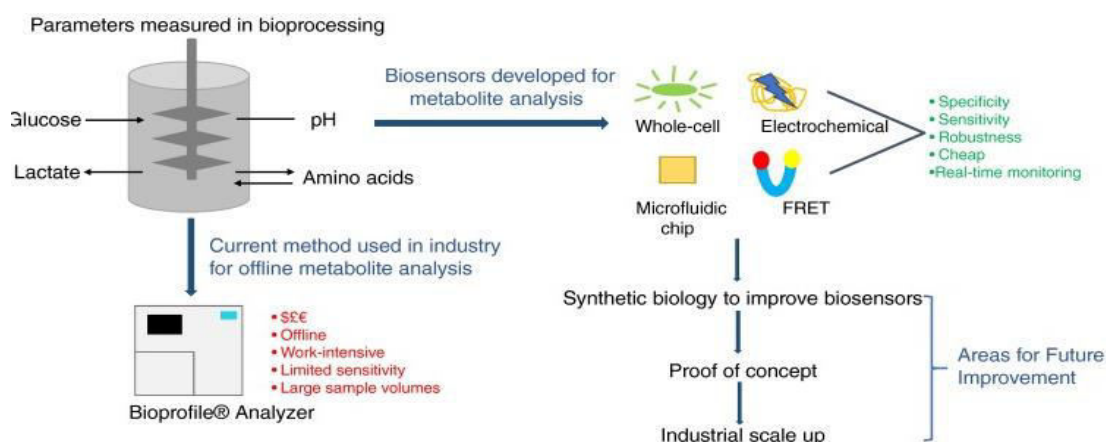 Parameters measured in bioprocessing
Glucose
pH
Lactate
Amino acids
Biosensors developed for
metabolite analysis
Whole-cell
Electrochemical
Microfluidic
chip
FRET
• Specificity
• Sensitivity
• Robustness
• Cheap
•Real-time monitoring
Current method used in industry
for offline metabolite analysis
• $£€
• Offline
• Work-intensive
• Limited sensitivity
• Large sample volumes
Bioprofile® Analyzer
Synthetic biology to improve biosensors
Proof of concept
Industrial scale up
Areas for Future
Improvement